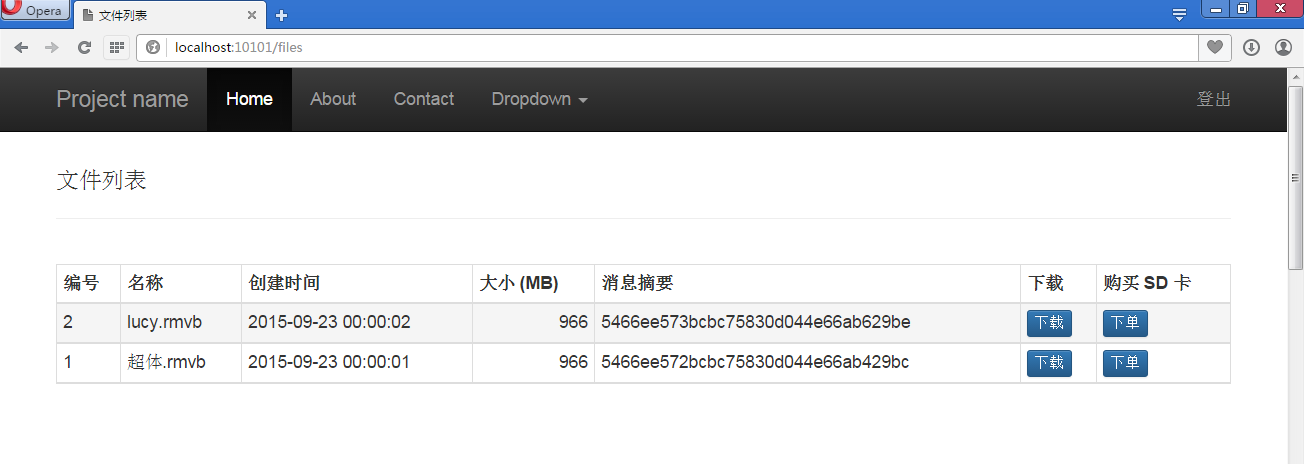 Opera 文件列表
localhost:10101/files
Project name Home About Contact Dropdown 登出
文件列表
编号 名称 创建时间 大小 (MB) 消息摘要 下载 购买 SD 卡
2 lucy.rmvb 2015-09-23 00:00:02 966 5466ee573bcbc75830d044e66ab629be 下载 下单
1 超体.rmvb 2015-09-23 00:00:01 966 5466ee572bcbc75830d044e66ab429bc 下载 下单